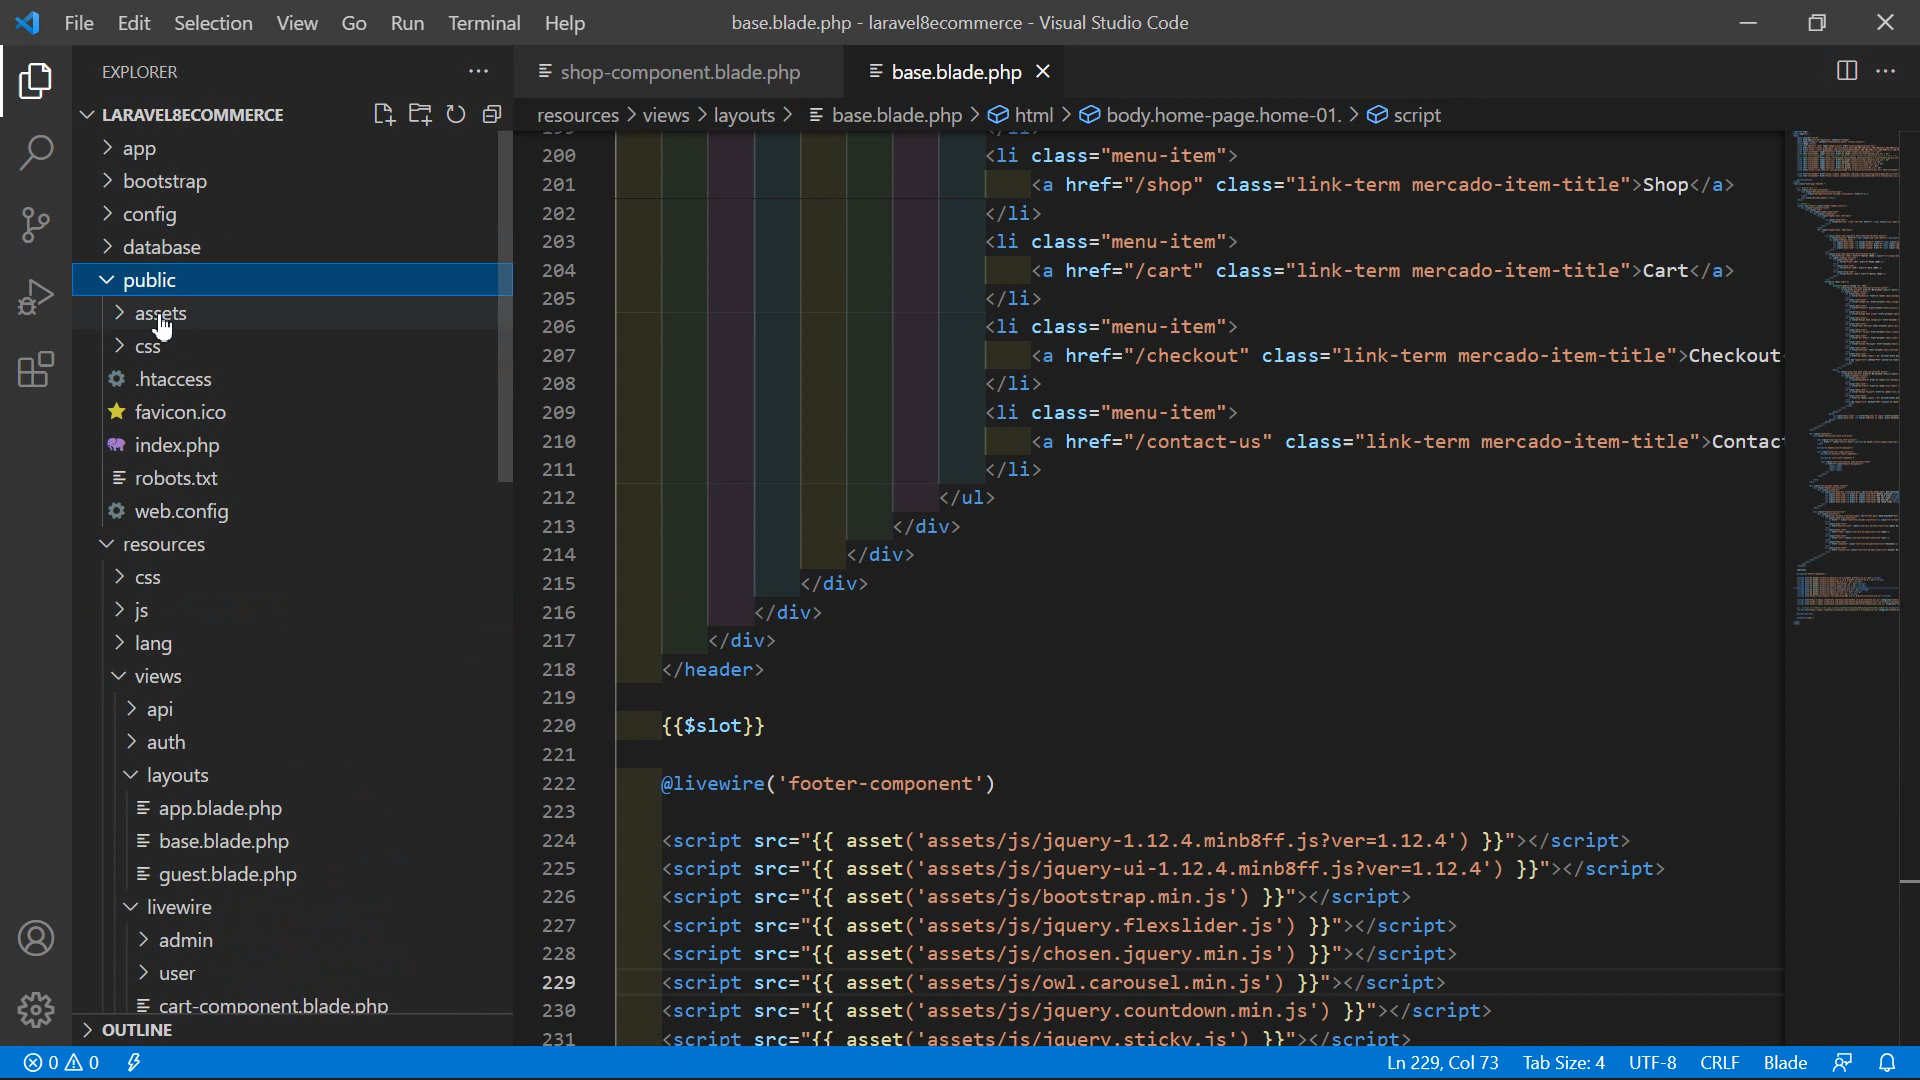 File Edit Selection View Go Run Terminal Help
base.blade.php - laravel8ecommerce - Visual Studio Code
EXPLORER
LARAVEL8ECOMMERCE
app
bootstrap
config
database
public
assets
css
.htaccess
favicon.ico
index.php
robots.txt
web.config
resources
css
js
lang
views
api
auth
layouts
app.blade.php
base.blade.php
guest.blade.php
livewire
admin
user
cart-component.blade.php
OUTLINE
shop-component.blade.php base.blade.php
resources > views > layouts > base.blade.php > html > body.home-page.home-01. > script
199 </li>
200 <li class="menu-item">
201 <a href="/shop" class="link-term mercado-item-title">Shop</a>
202 </li>
203 <li class="menu-item">
204 <a href="/cart" class="link-term mercado-item-title">Cart</a>
205 </li>
206 <li class="menu-item">
207 <a href="/checkout" class="link-term mercado-item-title">Checkout
208 </li>
209 <li class="menu-item">
210 <a href="/contact-us" class="link-term mercado-item-title">Contac
211 </li>
212 </ul>
213 </div>
214 </div>
215 </div>
216 </div>
217 </div>
218 </header>
219
220 {{$slot}}
221
222 @livewire('footer-component')
223
224 <script src="{{ asset('assets/js/jquery-1.12.4.minb8ff.js?ver=1.12.4') }}"></script>
225 <script src="{{ asset('assets/js/jquery-ui-1.12.4.minb8ff.js?ver=1.12.4') }}"></script>
226 <script src="{{ asset('assets/js/bootstrap.min.js') }}"></script>
227 <script src="{{ asset('assets/js/jquery.flexslider.js') }}"></script>
228 <script src="{{ asset('assets/js/chosen.jquery.min.js') }}"></script>
229 <script src="{{ asset('assets/js/owl.carousel.min.js') }}"></script>
230 <script src="{{ asset('assets/js/jquery.countdown.min.js') }}"></script>
231 <script src="{{ asset('assets/js/jquery.sticky.js') }}"></script>
0 0 Ln 229, Col 73 Tab Size: 4 UTF-8 CRLF Blade